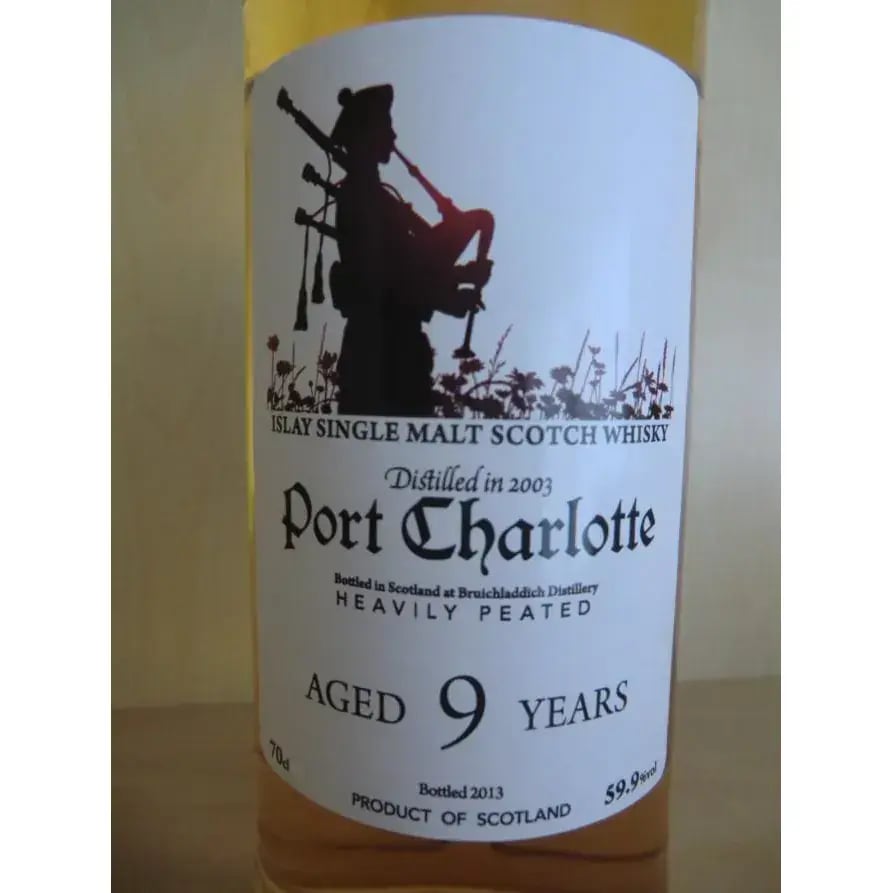 ISLAY SINGLE MALT SCOTCH WHISKY
Distilled in 2003
Port Charlotte
Bottled in Scotland at Bruichladdich Distillery
HEAVILY PEATED
AGED 9 YEARS
70cl
Bottled 2013
59.9%vol
PRODUCT OF SCOTLAND